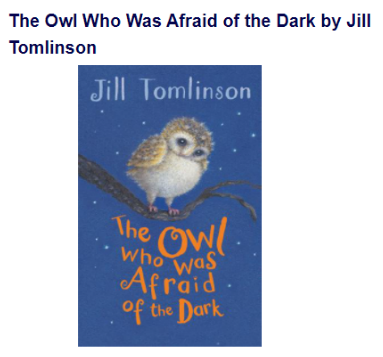 The Owl Who Was Afraid of the Dark by Jill
Tomlinson
Jill Tomlinson
The Owl
who was
Afraid
of the Dark